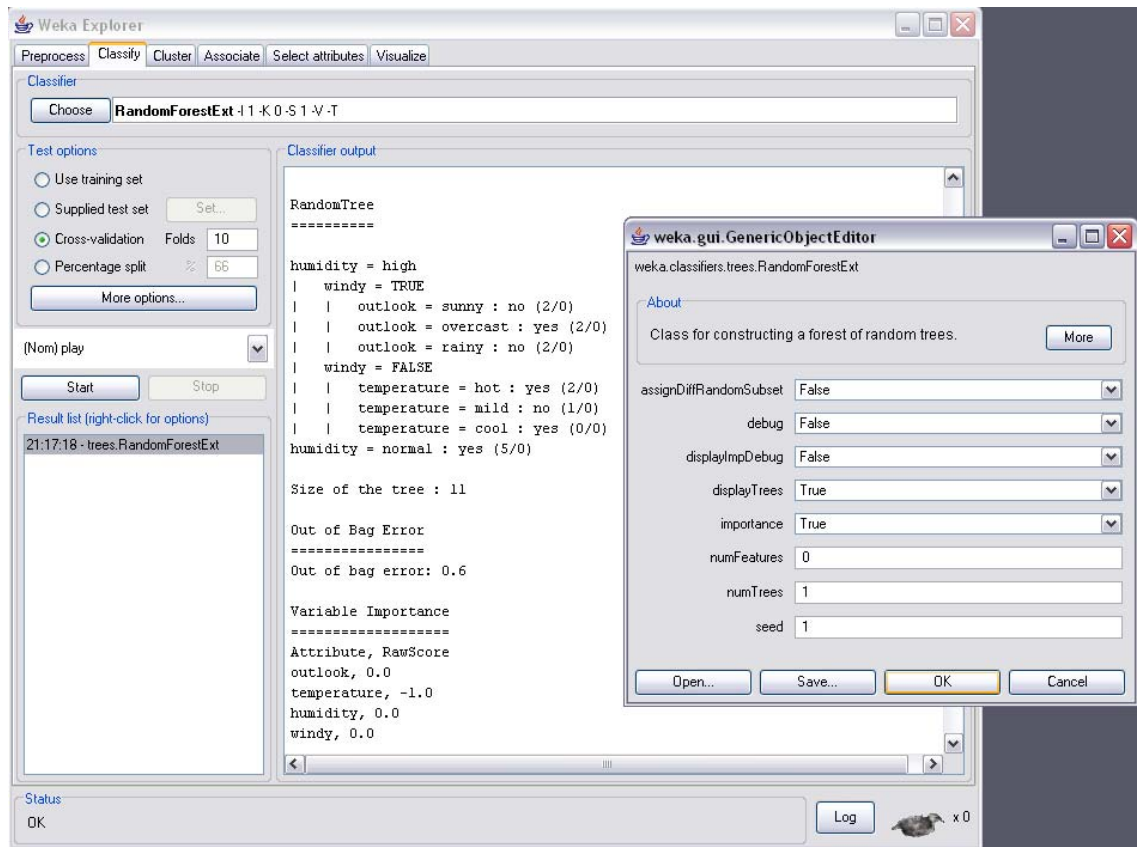 Weka Explorer
Preprocess Classify Cluster Associate Select attributes Visualize
Classifier
Choose RandomForestExt -I 1 -K 0 -S 1 -V -T
Test options
Use training set
Supplied test set Set...
Cross-validation Folds 10
Percentage split % 66
More options...
(Nom) play
Start Stop
Result list (right-click for options)
21:17:18 - trees.RandomForestExt
Classifier output
RandomTree
==========
humidity = high
|   windy = TRUE
|   |   outlook = sunny : no (2/0)
|   |   outlook = overcast : yes (2/0)
|   |   outlook = rainy : no (2/0)
|   windy = FALSE
|   |   temperature = hot : yes (2/0)
|   |   temperature = mild : no (1/0)
|   |   temperature = cool : yes (0/0)
humidity = normal : yes (5/0)
Size of the tree : 11
Out of Bag Error
================
Out of bag error: 0.6
Variable Importance
===================
Attribute, RawScore
outlook, 0.0
temperature, -1.0
humidity, 0.0
windy, 0.0
weka.gui.GenericObjectEditor
weka.classifiers.trees.RandomForestExt
About
Class for constructing a forest of random trees. More
assignDiffRandomSubset False
debug False
displayImpDebug False
displayTrees True
importance True
numFeatures 0
numTrees 1
seed 1
Open... Save... OK Cancel
Status
OK
Log x 0